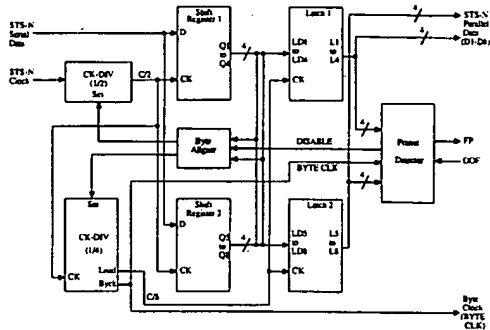 STS-N
Serial
Data
STS-N
Clock
CK-DIV
(1/2)
Set
C/2
Shift
Register 1
D
CK
Q1
to
Q4
4
Latch 1
LD1
to
LD4
L1
to
L4
CK
4
4
STS-N
Parallel
Data
(D1-D8)
Byte
Aligner
DISABLE
BYTE CLK
4
4
Frame
Detector
FP
OOF
Set
CK-DIV
(1/4)
CK
Load
Byck
C/8
Shift
Register 2
D
CK
Q5
to
Q8
4
Latch 2
LD5
to
LD8
L5
to
L8
CK
Byte
Clock
(BYTE
CLK)